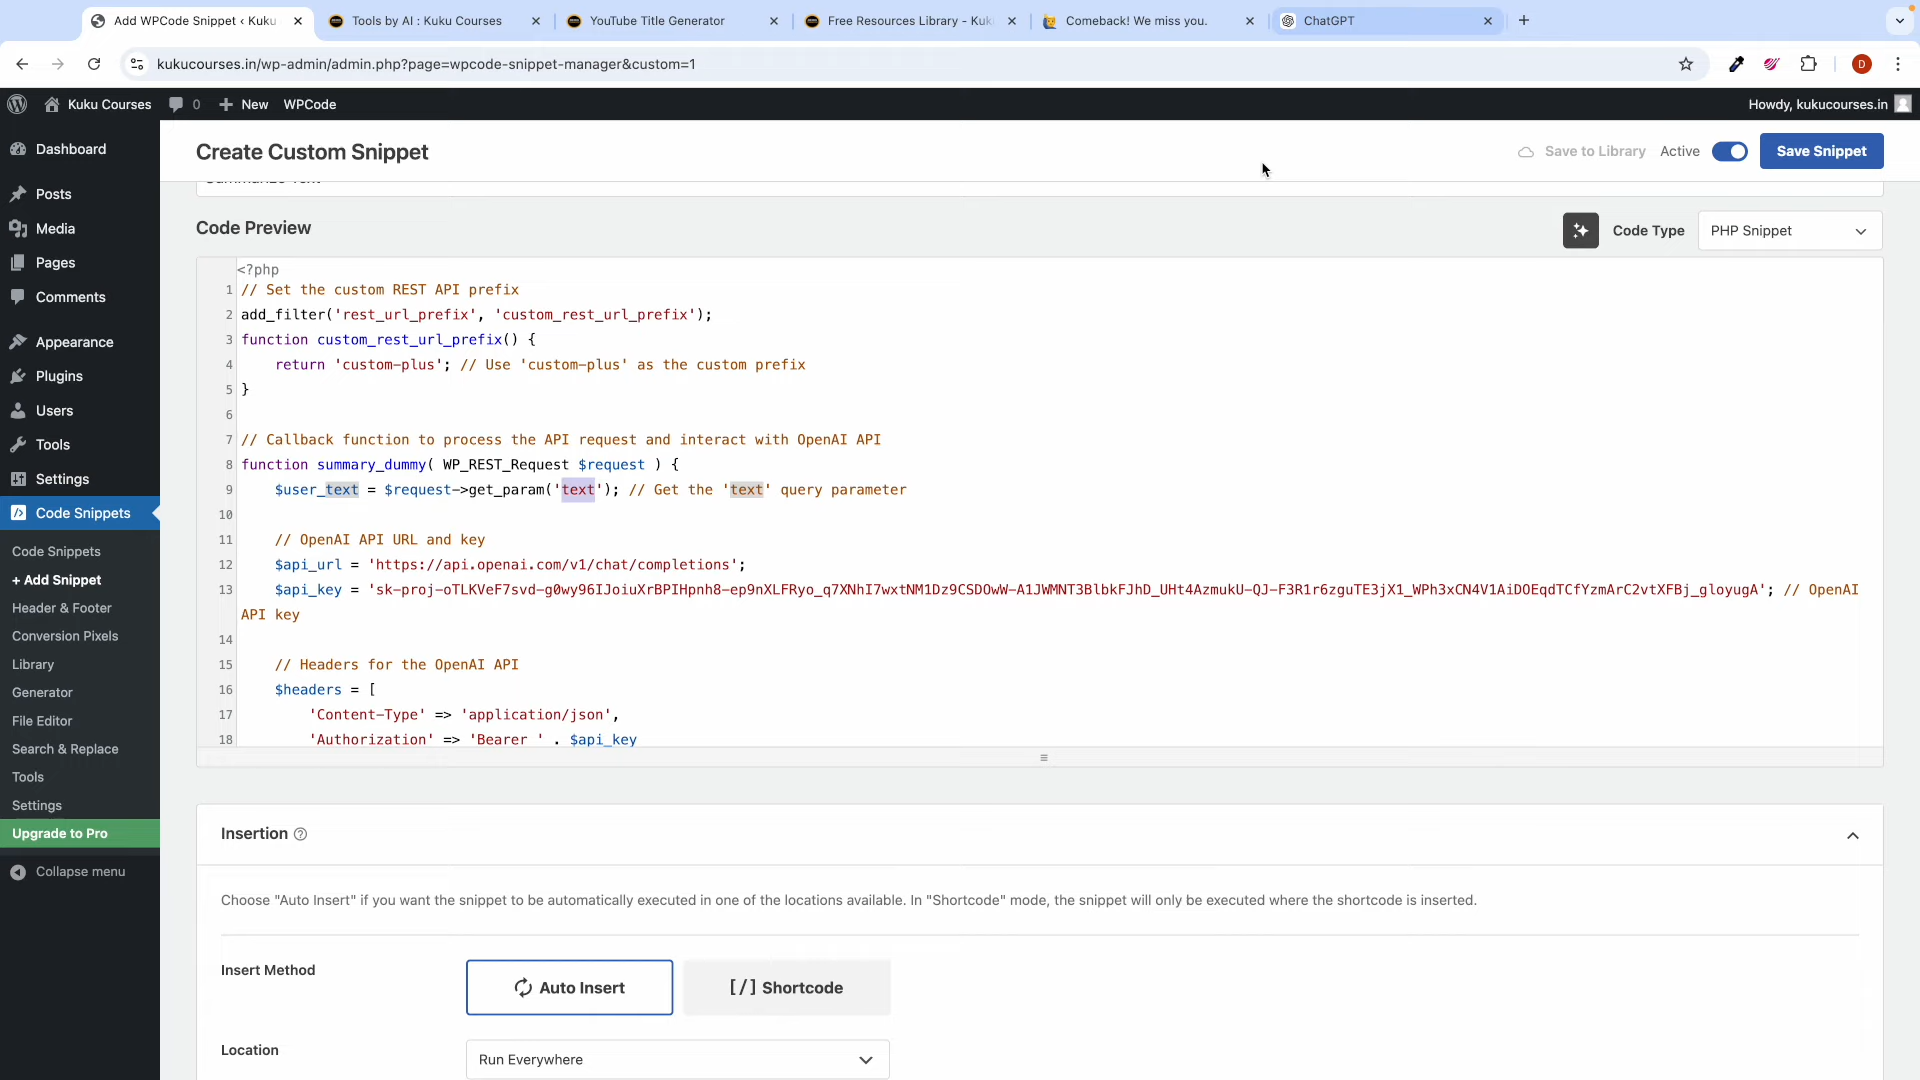 Add WPCode Snippet ‹ Kuku
Tools by AI : Kuku Courses
YouTube Title Generator
Free Resources Library - Kuk
Comeback! We miss you.
ChatGPT
kukucourses.in/wp-admin/admin.php?page=wpcode-snippet-manager&custom=1
D
Kuku Courses
0
New
WPCode
Howdy, kukucourses.in
Dashboard
Posts
Media
Pages
Comments
Appearance
Plugins
Users
Tools
Settings
Code Snippets
Code Snippets
+ Add Snippet
Header & Footer
Conversion Pixels
Library
Generator
File Editor
Search & Replace
Tools
Settings
Upgrade to Pro
Collapse menu
Create Custom Snippet
Save to Library
Active
Save Snippet
Code Preview
Code Type
PHP Snippet
<?php
1 // Set the custom REST API prefix
2 add_filter('rest_url_prefix', 'custom_rest_url_prefix');
3 function custom_rest_url_prefix() {
4     return 'custom-plus'; // Use 'custom-plus' as the custom prefix
5 }
6
7 // Callback function to process the API request and interact with OpenAI API
8 function summary_dummy( WP_REST_Request $request ) {
9     $user_text = $request->get_param('text'); // Get the 'text' query parameter
10
11     // OpenAI API URL and key
12     $api_url = 'https://api.openai.com/v1/chat/completions';
13     $api_key = '; // OpenAI
API key
14
15     // Headers for the OpenAI API
16     $headers = [
17         'Content-Type' => 'application/json',
18         'Authorization' => 'Bearer ' . $api_key
Insertion
Choose "Auto Insert" if you want the snippet to be automatically executed in one of the locations available. In "Shortcode" mode, the snippet will only be executed where the shortcode is inserted.
Insert Method
Auto Insert
[/] Shortcode
Location
Run Everywhere